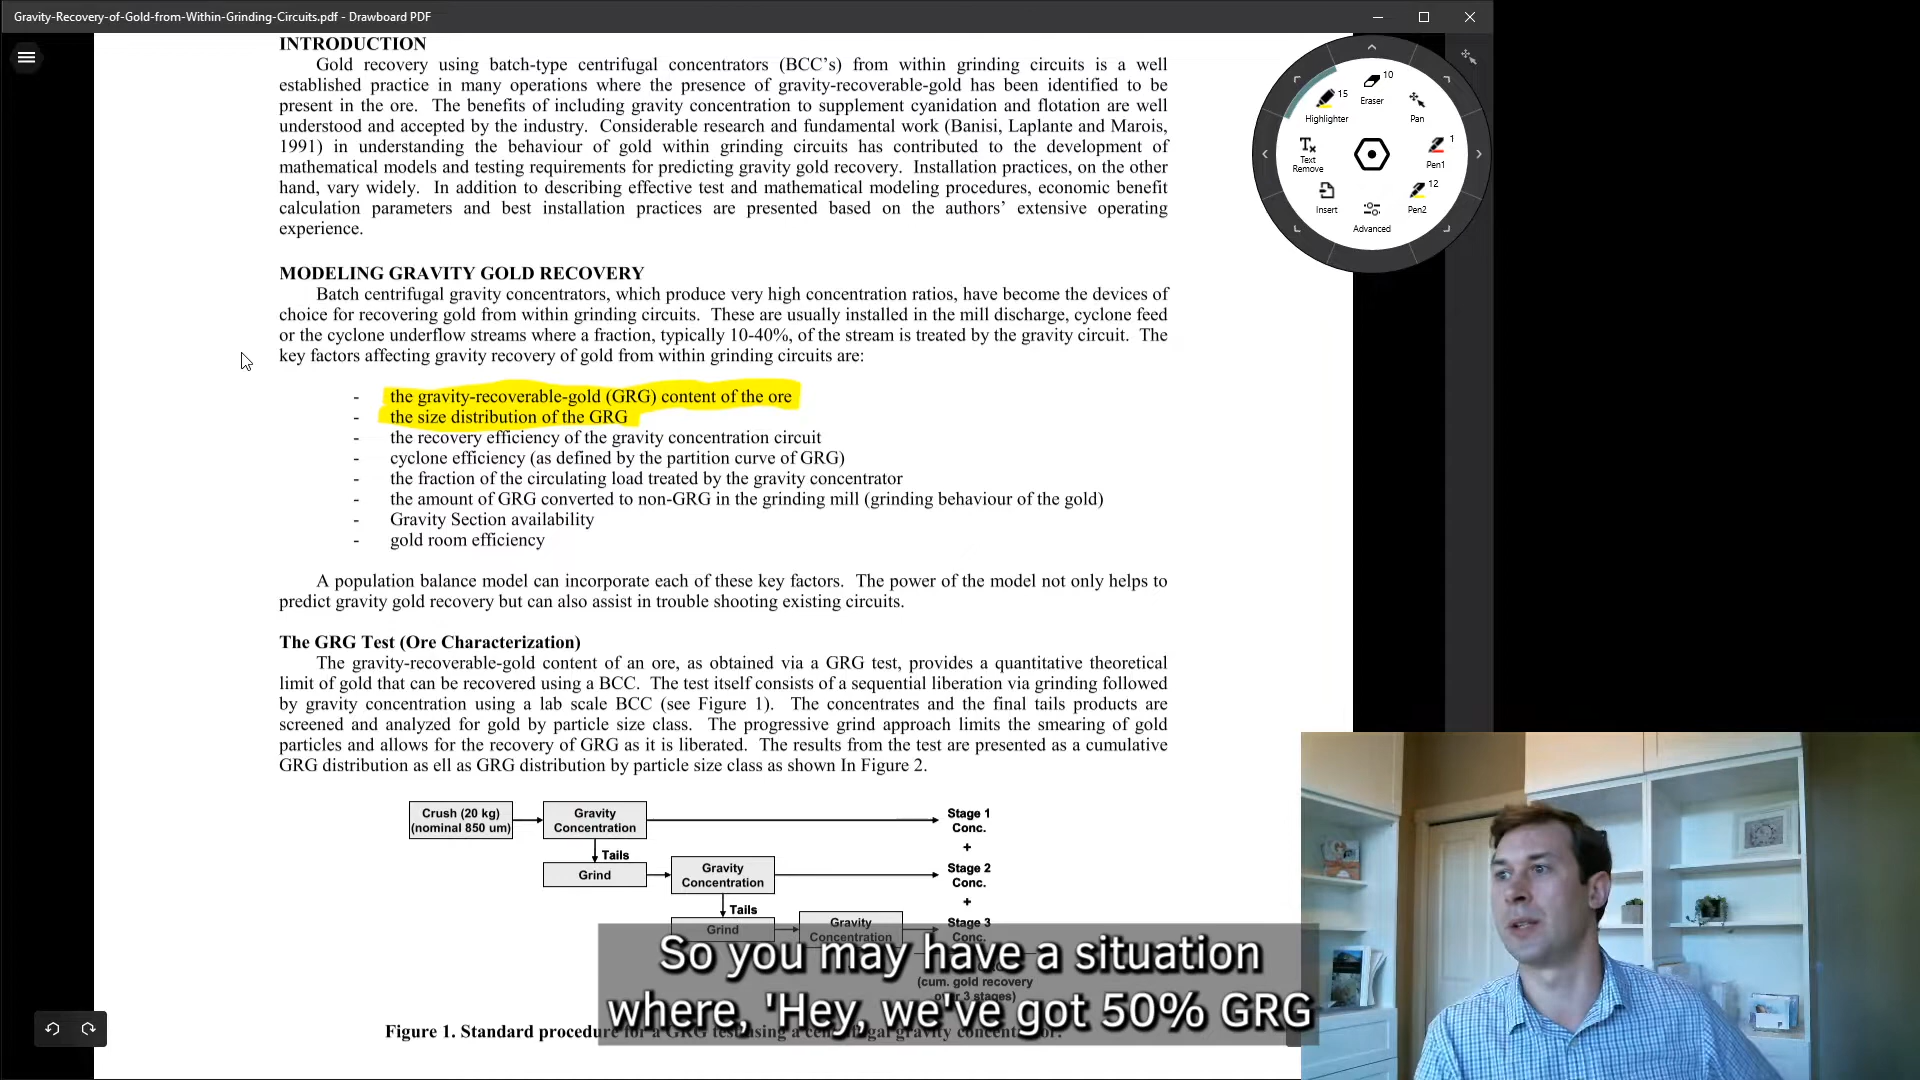 Gravity-Recovery-of-Gold-from-Within-Grinding-Circuits.pdf - Drawboard PDF
INTRODUCTION
Gold recovery using batch-type centrifugal concentrators (BCC's) from within grinding circuits is a well
established practice in many operations where the presence of gravity-recoverable-gold has been identified to be
present in the ore. The benefits of including gravity concentration to supplement cyanidation and flotation are well
understood and accepted by the industry. Considerable research and fundamental work (Banisi, Laplante and Marois,
1991) in understanding the behaviour of gold within grinding circuits has contributed to the development of
mathematical models and testing requirements for predicting gravity gold recovery. Installation practices, on the other
hand, vary widely. In addition to describing effective test and mathematical modeling procedures, economic benefit
calculation parameters and best installation practices are presented based on the authors' extensive operating
experience.
MODELING GRAVITY GOLD RECOVERY
Batch centrifugal gravity concentrators, which produce very high concentration ratios, have become the devices of
choice for recovering gold from within grinding circuits. These are usually installed in the mill discharge, cyclone feed
or the cyclone underflow streams where a fraction, typically 10-40%, of the stream is treated by the gravity circuit. The
key factors affecting gravity recovery of gold from within grinding circuits are:
- the gravity-recoverable-gold (GRG) content of the ore
- the size distribution of the GRG
- the recovery efficiency of the gravity concentration circuit
- cyclone efficiency (as defined by the partition curve of GRG)
- the fraction of the circulating load treated by the gravity concentrator
- the amount of GRG converted to non-GRG in the grinding mill (grinding behaviour of the gold)
- Gravity Section availability
- gold room efficiency
A population balance model can incorporate each of these key factors. The power of the model not only helps to
predict gravity gold recovery but can also assist in trouble shooting existing circuits.
The GRG Test (Ore Characterization)
The gravity-recoverable-gold content of an ore, as obtained via a GRG test, provides a quantitative theoretical
limit of gold that can be recovered using a BCC. The test itself consists of a sequential liberation via grinding followed
by gravity concentration using a lab scale BCC (see Figure 1). The concentrates and the final tails products are
screened and analyzed for gold by particle size class. The progressive grind approach limits the smearing of gold
particles and allows for the recovery of GRG as it is liberated. The results from the test are presented as a cumulative
GRG distribution as ell as GRG distribution by particle size class as shown In Figure 2.
Crush (20 kg)
(nominal 850 um)
Gravity
Concentration
Stage 1
Conc.
+
Tails
Grind
Gravity
Concentration
Stage 2
Conc.
+
Tails
Grind
Gravity
Concentration
Stage 3
Conc.
(cum. gold recovery
over 3 stages)
Figure 1. Standard procedure for a GRG test using a centrifugal gravity concentrator.
So you may have a situation
where, 'Hey, we've got 50% GRG
10
Eraser
15
Highlighter
Pan
Text
Remove
1
Pen1
Insert
12
Pen2
Advanced